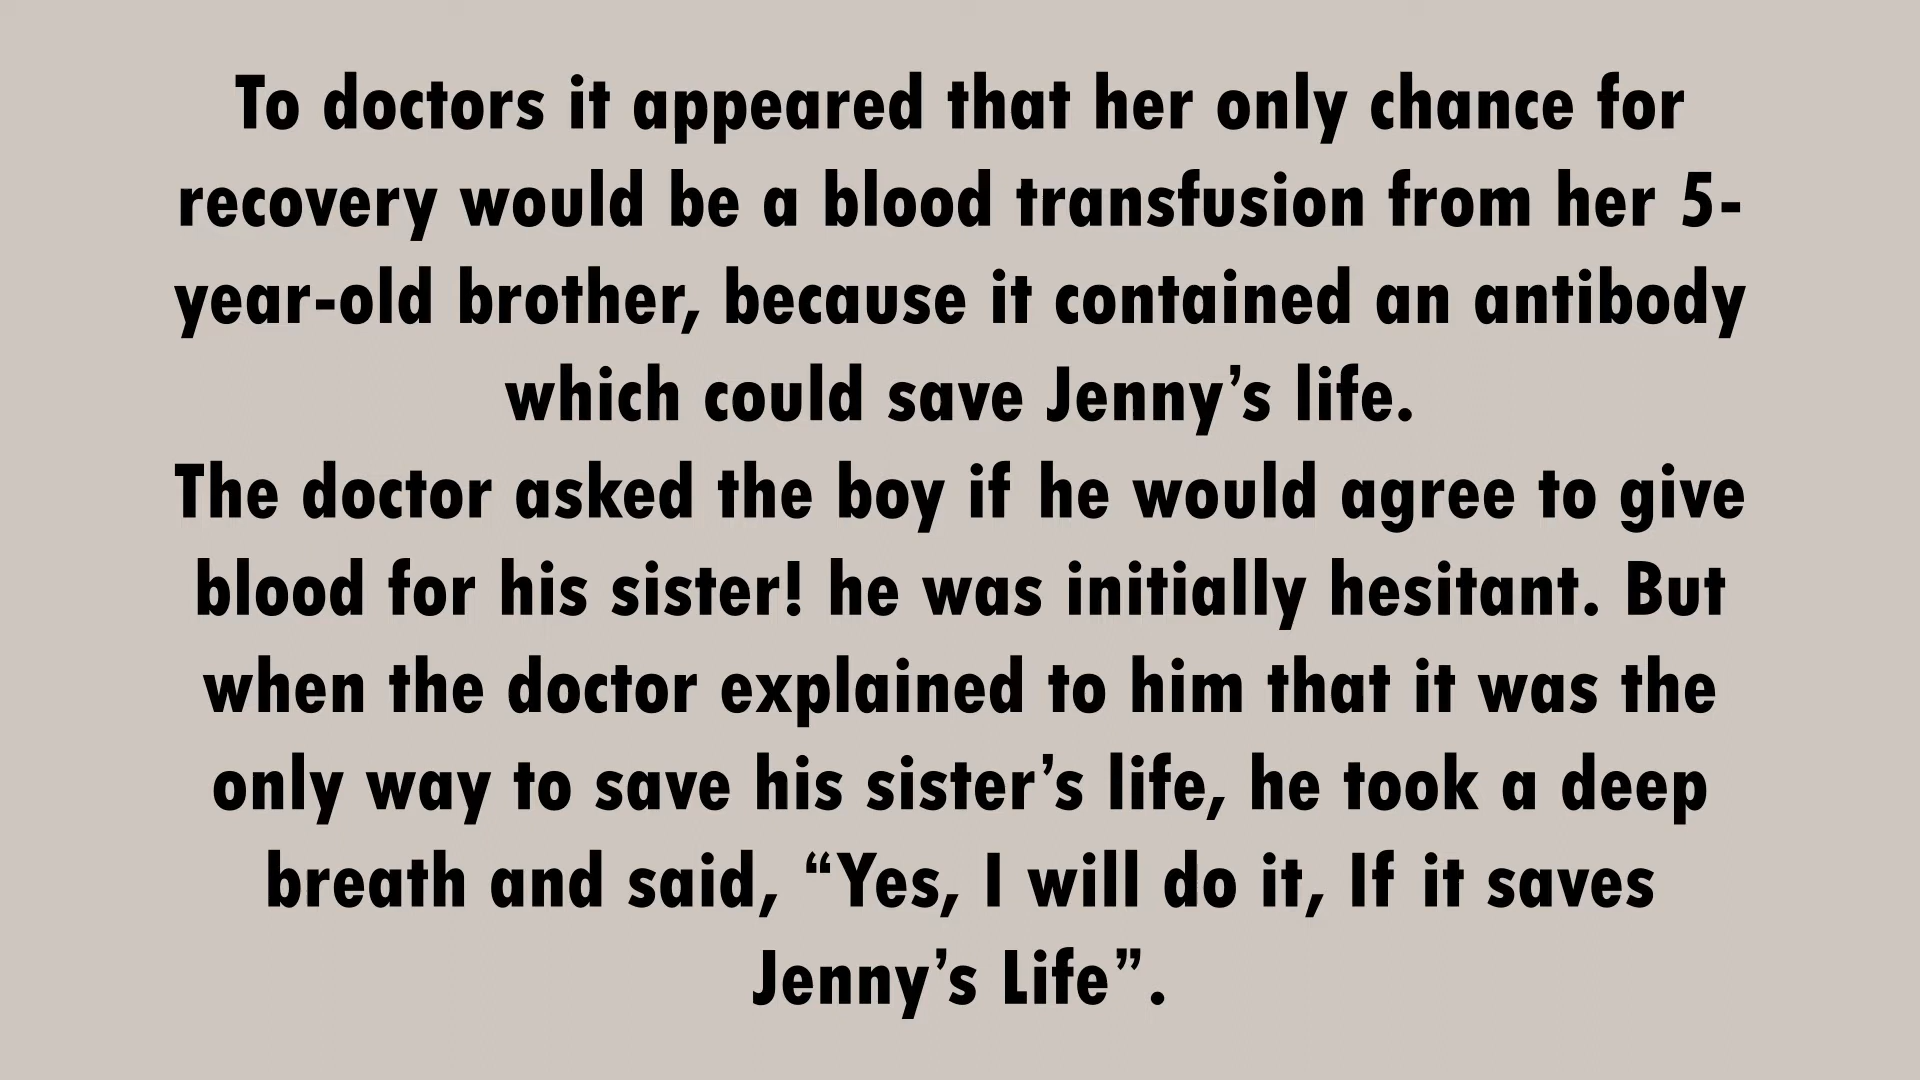 To doctors it appeared that her only chance for
recovery would be a blood transfusion from her 5-
year-old brother, because it contained an antibody
which could save Jenny’s life.
The doctor asked the boy if he would agree to give
blood for his sister! he was initially hesitant. But
when the doctor explained to him that it was the
only way to save his sister’s life, he took a deep
breath and said, “Yes, I will do it, If it saves
Jenny’s Life”.